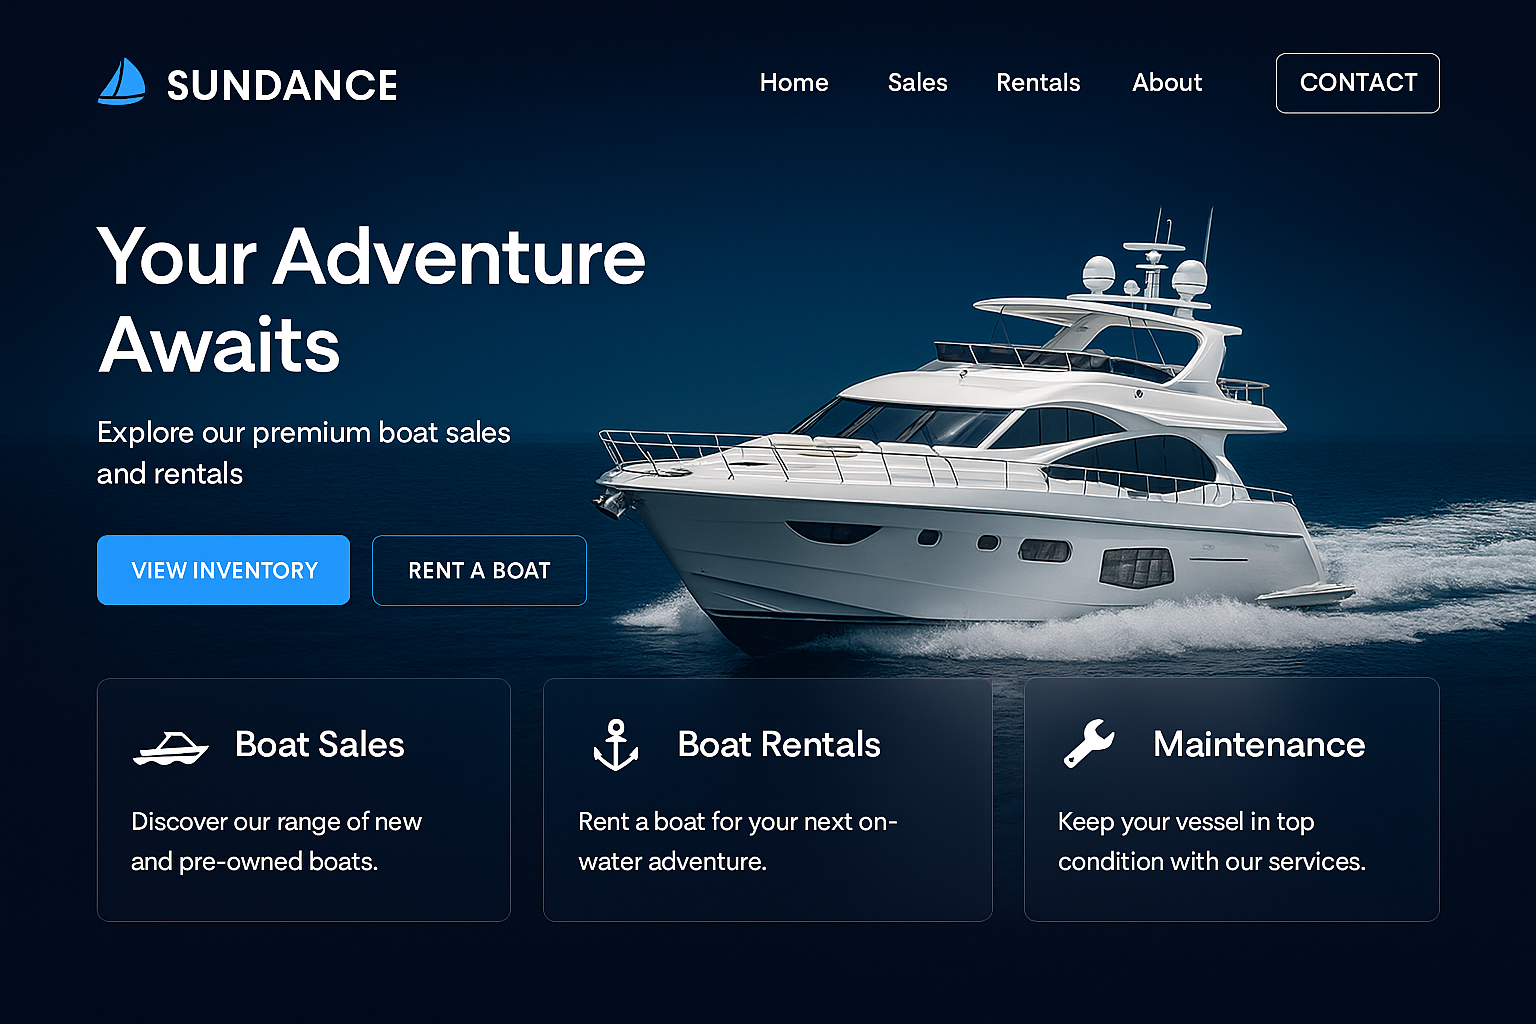 SUNDANCE
Home Sales Rentals About CONTACT
Your Adventure
Awaits
Explore our premium boat sales
and rentals
VIEW INVENTORY RENT A BOAT
Boat Sales
Discover our range of new
and pre-owned boats.
Boat Rentals
Rent a boat for your next on-
water adventure.
Maintenance
Keep your vessel in top
condition with our services.